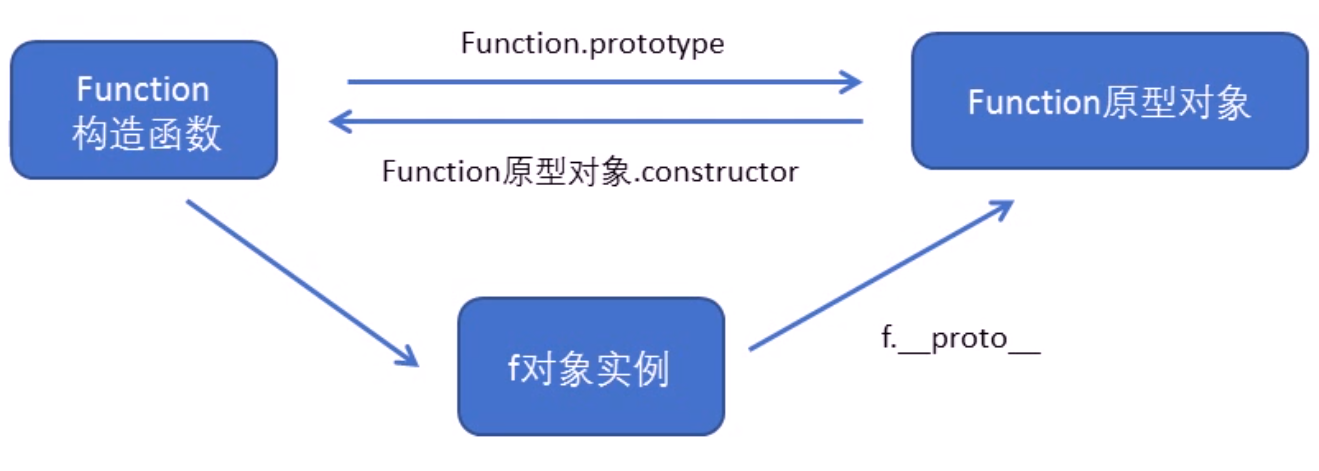 Function.prototype
Function
构造函数
Function原型对象
Function原型对象.constructor
f.__proto__
f对象实例